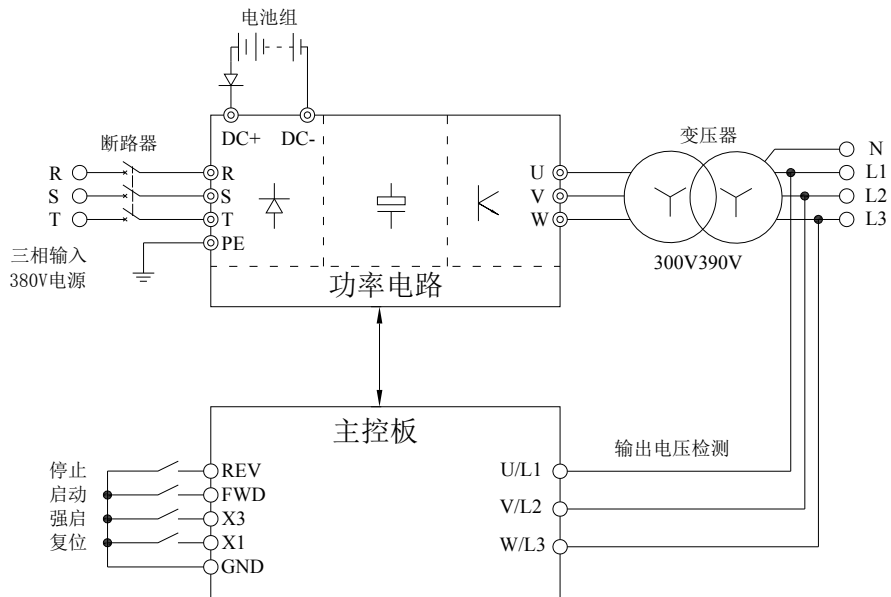 电池组
DC+ DC-
断路器
变压器
R
S
T
R
S
T
PE
U
V
W
N
L1
L2
L3
三相输入
380V电源
300V390V
功率电路
主控板
输出电压检测
停止
启动
强启
复位
REV
FWD
X3
X1
GND
U/L1
V/L2
W/L3